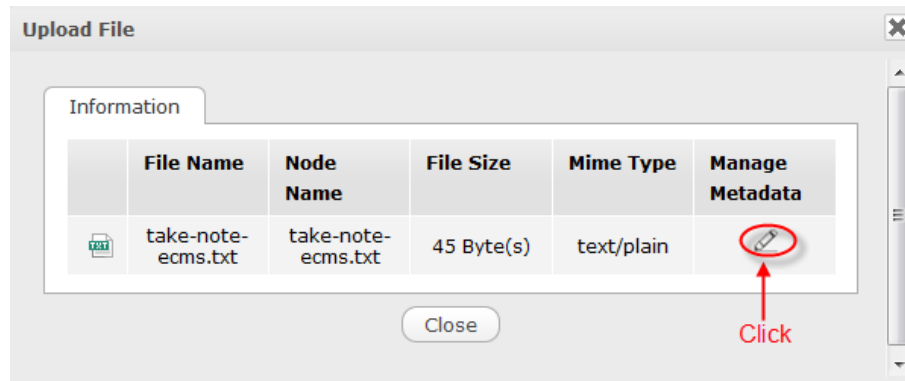 Upload File
Information
File Name Node Name File Size Mime Type Manage Metadata
TXT take-note-ecms.txt take-note-ecms.txt 45 Byte(s) text/plain
Close
Click